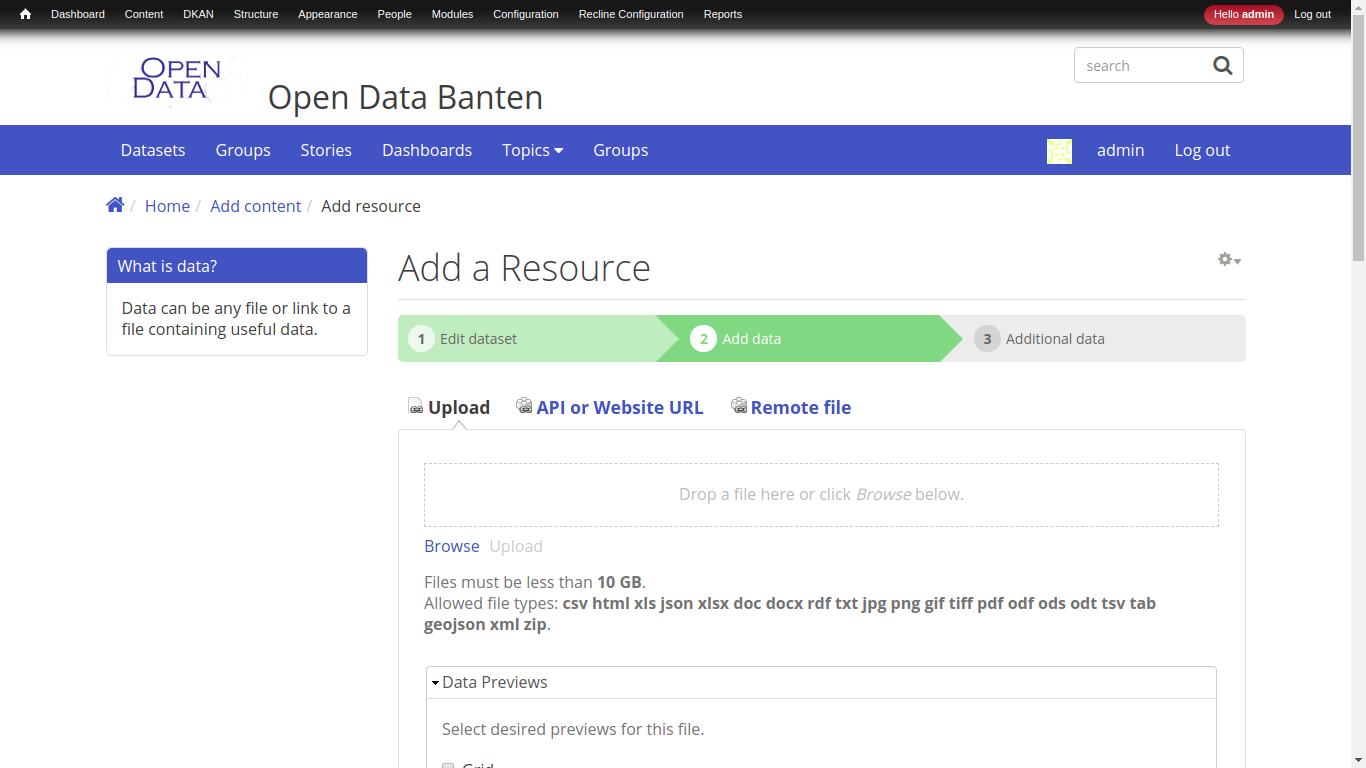 Dashboard Content DKAN Structure Appearance People Modules Configuration Recline Configuration Reports Hello admin Log out
OPEN
DATA
Open Data Banten
search
Datasets Groups Stories Dashboards Topics Groups admin Log out
/ Home / Add content / Add resource
What is data?
Data can be any file or link to a
file containing useful data.
Add a Resource
1 Edit dataset 2 Add data 3 Additional data
Upload API or Website URL Remote file
Drop a file here or click Browse below.
Browse Upload
Files must be less than 10 GB.
Allowed file types: csv html xls json xlsx doc docx rdf txt jpg png gif tiff pdf odf ods odt tsv tab
geojson xml zip.
Data Previews
Select desired previews for this file.
Grid